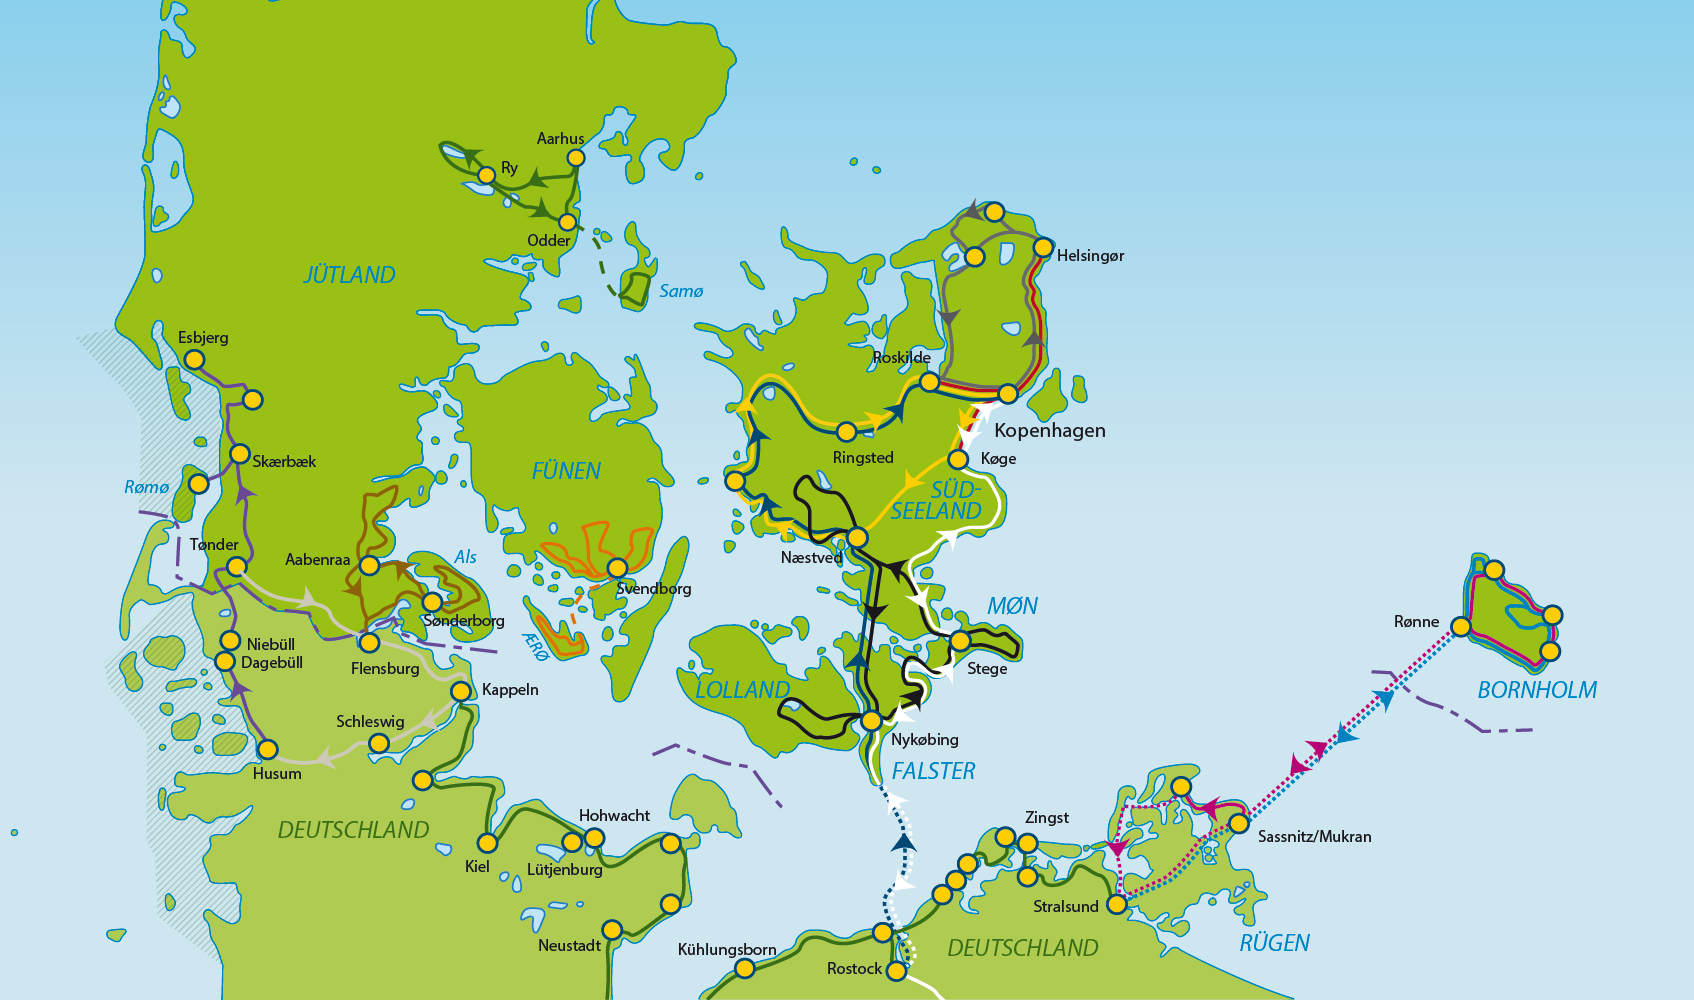 Aarhus
Ry
Odder
JÜTLAND
Samø
Helsingør
Esbjerg
Roskilde
Kopenhagen
Ringsted
Køge
Skærbæk
FÜNEN
Rømø
SÜD-
SEELAND
Tønder
Aabenraa
Als
Næstved
Svendborg
MØN
Sønderborg
Rønne
Niebüll
ÆRØ
Dagebüll
Flensburg
Stege
Kappeln
LOLLAND
BORNHOLM
Schleswig
Nykøbing
Husum
FALSTER
Hohwacht
Zingst
DEUTSCHLAND
Sassnitz/Mukran
Kiel
Lütjenburg
Stralsund
Neustadt
Kühlungsborn
DEUTSCHLAND
RÜGEN
Rostock